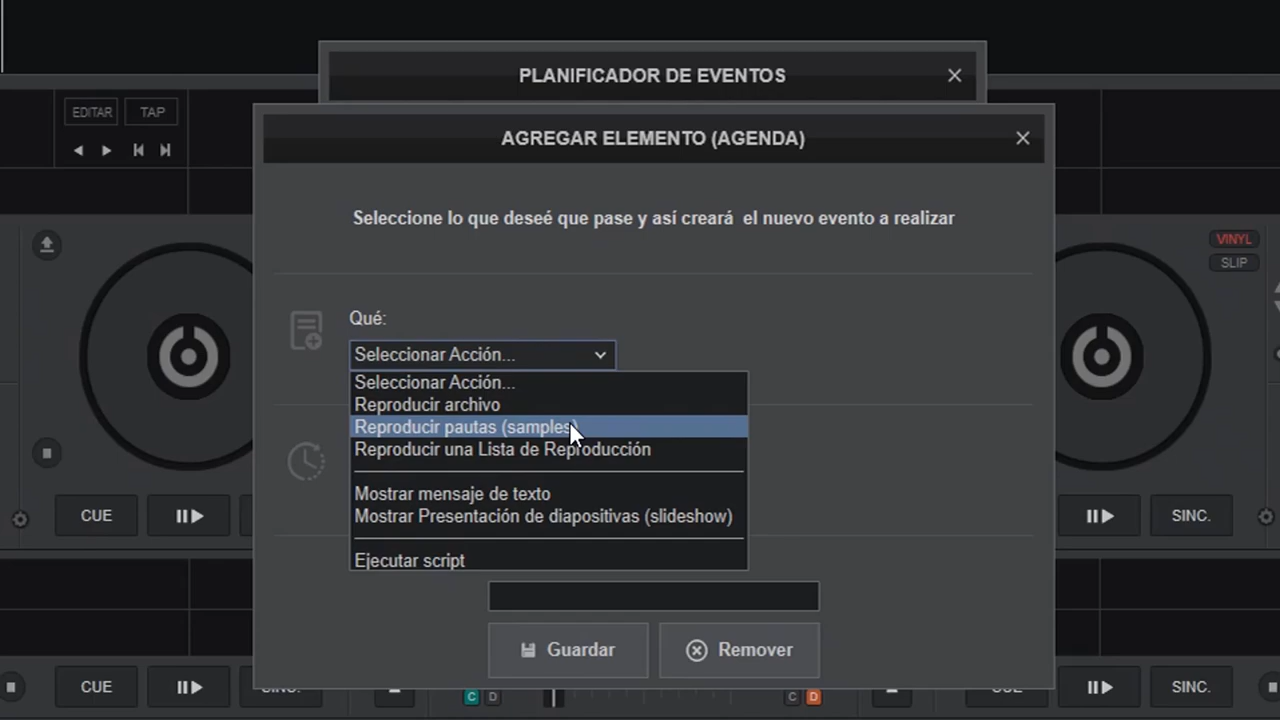 PLANIFICADOR DE EVENTOS
EDITAR TAP
AGREGAR ELEMENTO (AGENDA)
Seleccione lo que deseé que pase y así creará el nuevo evento a realizar
VINYL
SLIP
Qué:
Seleccionar Acción...
Seleccionar Acción...
Reproducir archivo
Reproducir pautas (samples)
Reproducir una Lista de Reproducción
Mostrar mensaje de texto
Mostrar Presentación de diapositivas (slideshow)
CUE
SINC.
Ejecutar script
Guardar
Remover
CUE
C D
C D
SINC.